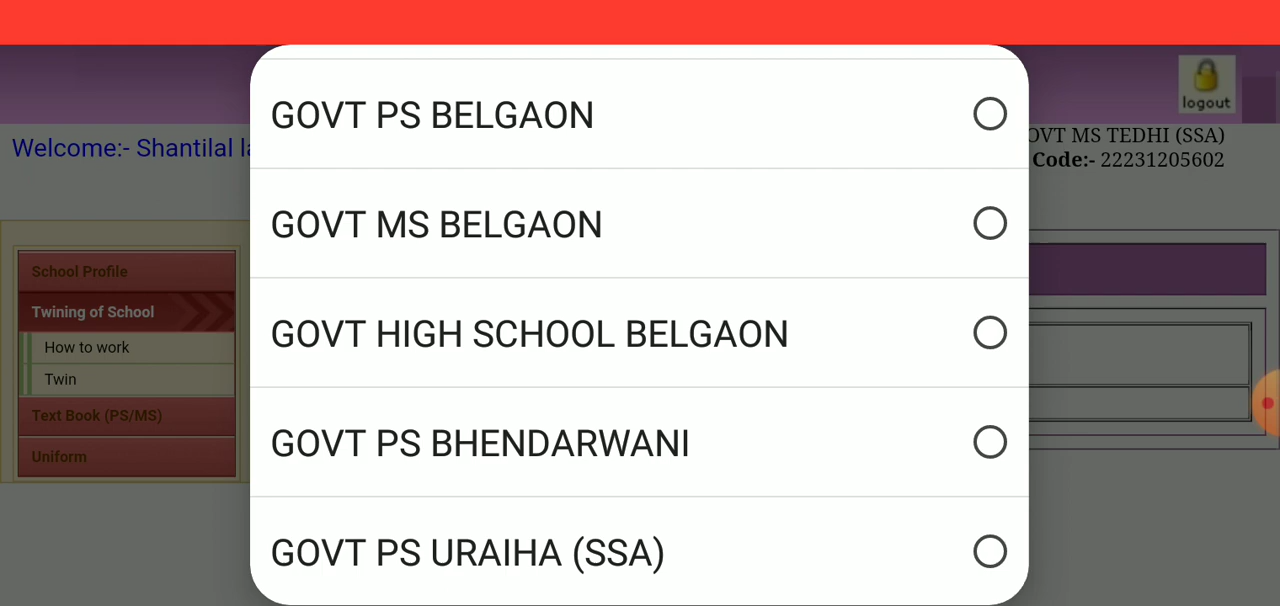 GOVT PS BELGAON
logout
Welcome:- Shantilal
OVT MS TEDHI (SSA)
Code:- 22231205602
GOVT MS BELGAON
School Profile
Twining of School
GOVT HIGH SCHOOL BELGAON
How to work
Twin
Text Book (PS/MS)
GOVT PS BHENDARWANI
Uniform
GOVT PS URAIHA (SSA)